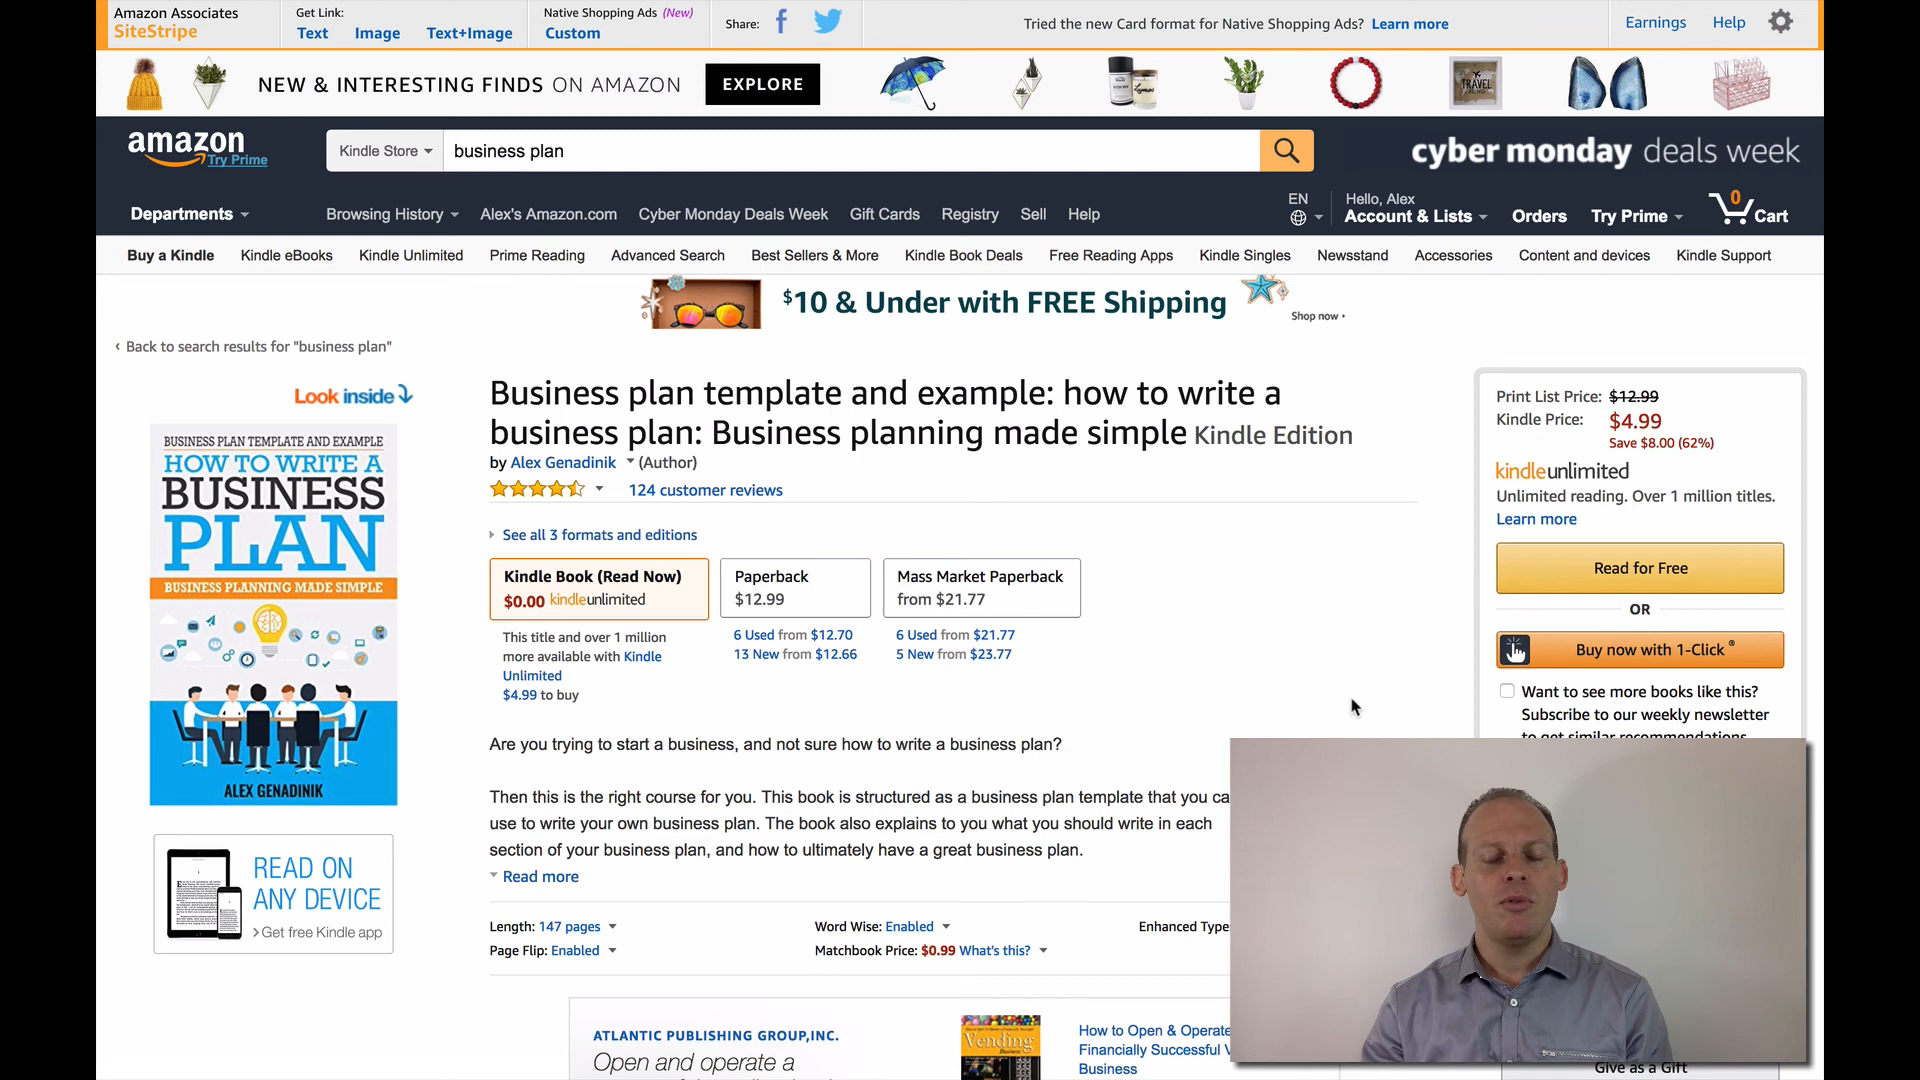 Amazon Associates
SiteStripe
Get Link:
Text Image Text+Image
Native Shopping Ads (New)
Custom
Share:
Tried the new Card format for Native Shopping Ads? Learn more
Earnings Help
NEW & INTERESTING FINDS ON AMAZON EXPLORE
TRAVEL
amazon
Try Prime
Kindle Store business plan
cyber monday deals week
Departments
Browsing History Alex's Amazon.com Cyber Monday Deals Week Gift Cards Registry Sell Help
EN
Hello, Alex
Account & Lists Orders Try Prime 0 Cart
Buy a Kindle Kindle eBooks Kindle Unlimited Prime Reading Advanced Search Best Sellers & More Kindle Book Deals Free Reading Apps Kindle Singles Newsstand Accessories Content and devices Kindle Support
$10 & Under with FREE Shipping
Shop now ›
‹ Back to search results for "business plan"
Look inside
BUSINESS PLAN TEMPLATE AND EXAMPLE
HOW TO WRITE A
BUSINESS
PLAN
BUSINESS PLANNING MADE SIMPLE
ALEX GENADINIK
READ ON
ANY DEVICE
›Get free Kindle app
Business plan template and example: how to write a
business plan: Business planning made simple Kindle Edition
by Alex Genadinik (Author)
124 customer reviews
See all 3 formats and editions
Kindle Book (Read Now)
$0.00 kindleunlimited
This title and over 1 million
more available with Kindle
Unlimited
$4.99 to buy
Paperback
$12.99
6 Used from $12.70
13 New from $12.66
Mass Market Paperback
from $21.77
6 Used from $21.77
5 New from $23.77
Are you trying to start a business, and not sure how to write a business plan?
Then this is the right course for you. This book is structured as a business plan template that you ca
use to write your own business plan. The book also explains to you what you should write in each
section of your business plan, and how to ultimately have a great business plan.
Read more
Length: 147 pages
Word Wise: Enabled
Enhanced Type
Page Flip: Enabled
Matchbook Price: $0.99 What's this?
ATLANTIC PUBLISHING GROUP,INC.
Open and operate a
Vending
Business
How to Open & Operate
Financially Successful V
Business
Print List Price: $12.99
Kindle Price: $4.99
Save $8.00 (62%)
kindleunlimited
Unlimited reading. Over 1 million titles.
Learn more
Read for Free
OR
Buy now with 1-Click ®
Want to see more books like this?
Subscribe to our weekly newsletter
to get similar recommendations
Give as a Gift